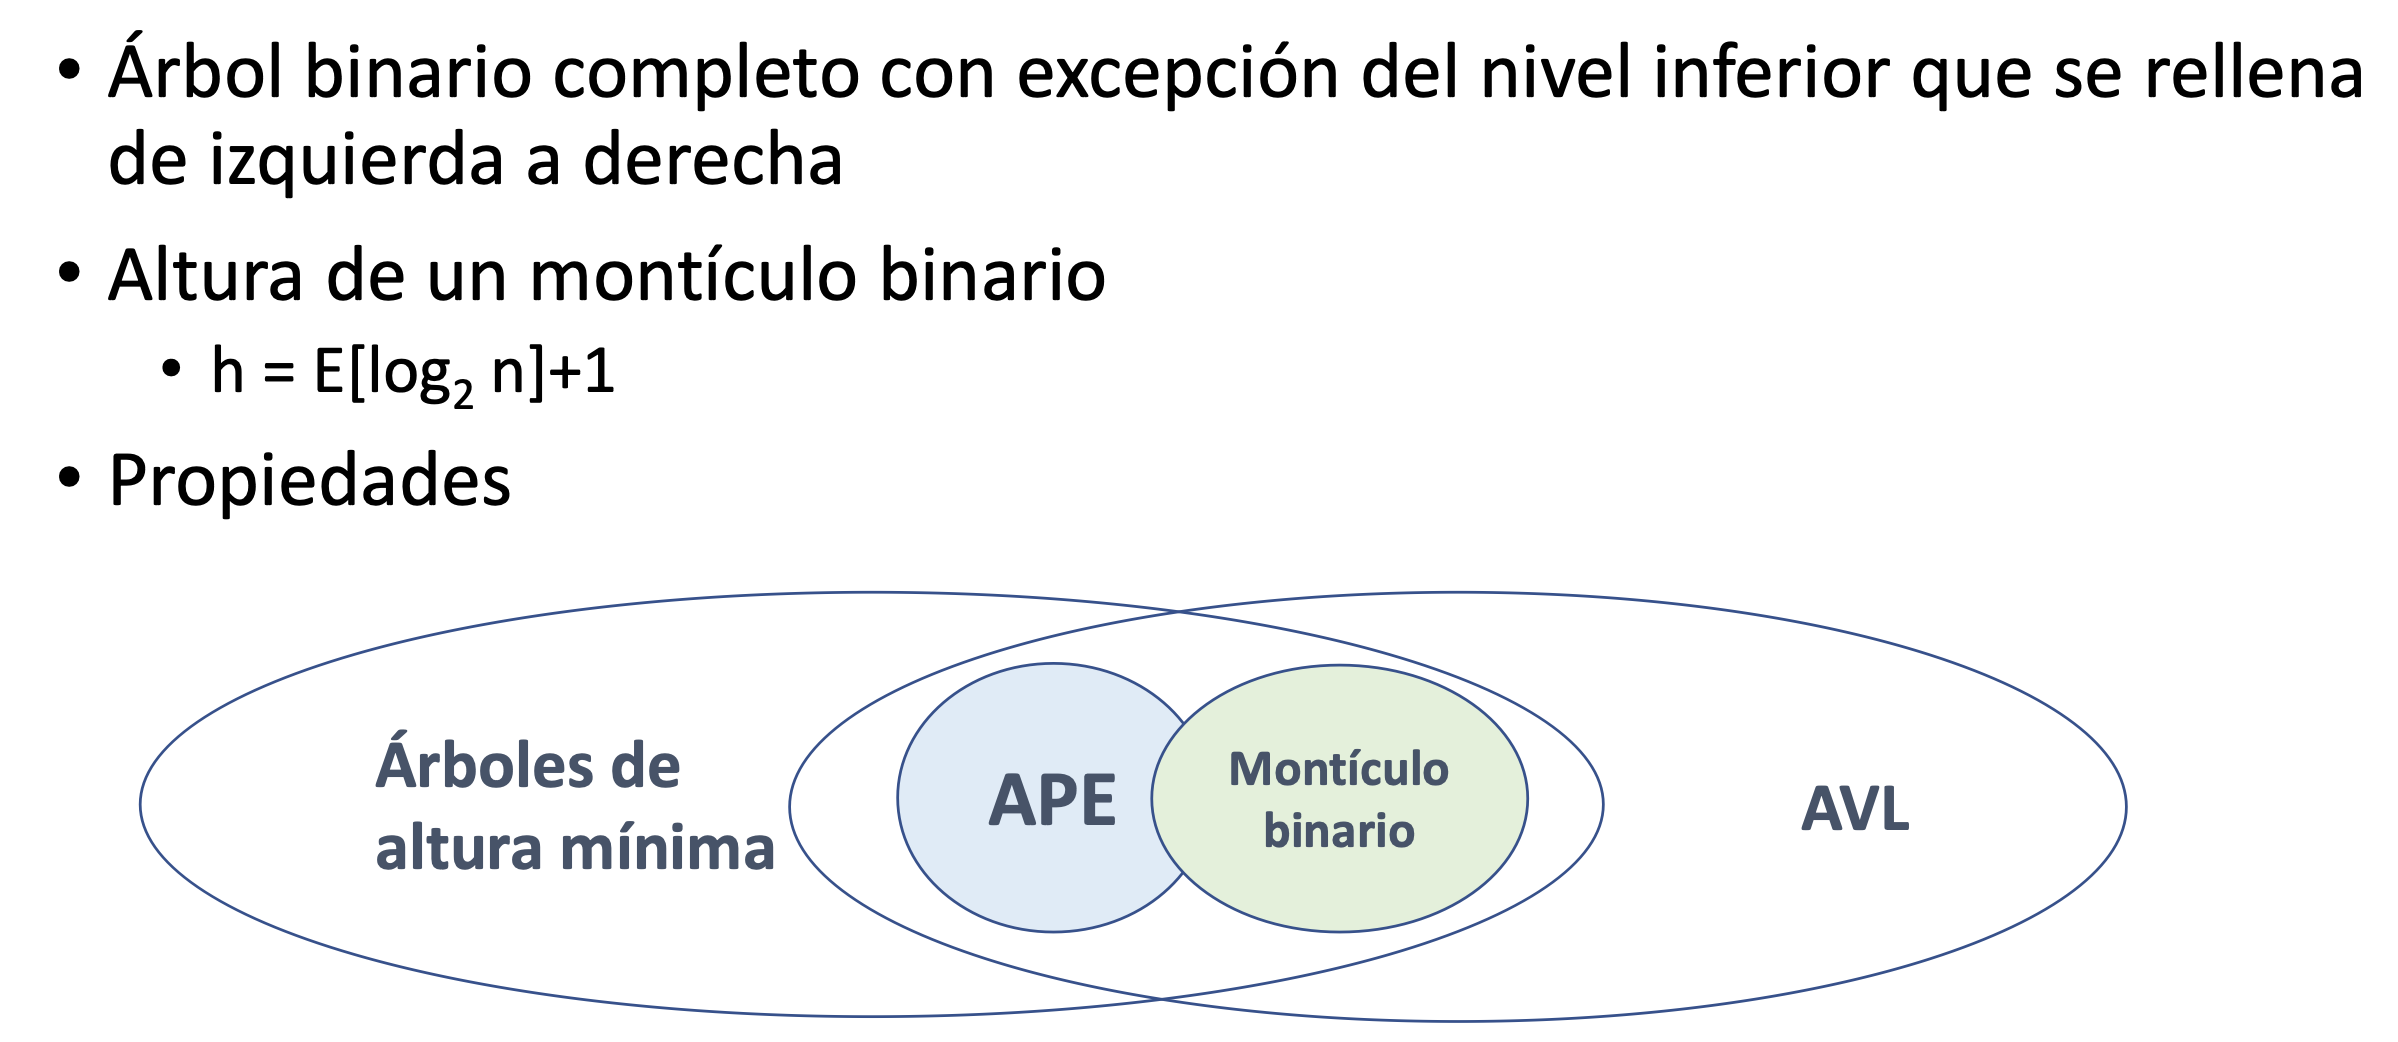 • Árbol binario completo con excepción del nivel inferior que se rellena
de izquierda a derecha
• Altura de un montículo binario
• h = E[log₂ n]+1
• Propiedades
Árboles de
altura mínima
APE
Montículo
binario
AVL